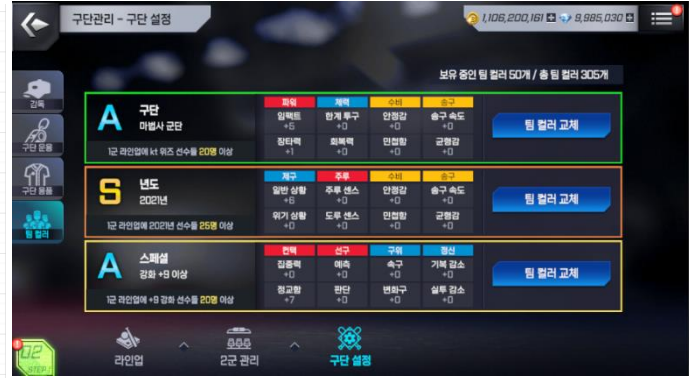 구단관리 - 구단 설정
1,106,200,161
9,985,030
보유 중인 팀 컬러 50개 / 총 팀 컬러 305개
감독
구단 운용
구단 용품
팀 컬러
A
구단
마법사 군단
1군 라인업에 kt 위즈 선수들 20명 이상
파워 체력 수비 송구
임팩트 한계 투구 안정감 송구 속도
+6 +0 +0 +0
장타력 회복력 민첩함 균형감
+1 +0 +0 +0
팀 컬러 교체
S
년도
2021년
1군 라인업에 2021년 선수들 25명 이상
제구 주루 수비 송구
일반 상황 주루 센스 안정감 송구 속도
+6 +0 +0 +0
위기 상황 도루 센스 민첩함 균형감
+0 +0 +0 +0
팀 컬러 교체
A
스페셜
강화 +9 이상
1군 라인업에 +9 강화 선수들 20명 이상
컨택 선구 구위 정신
집중력 예측 속구 기복 감소
+0 +0 +0 +0
정교함 판단 변화구 실투 감소
+7 +0 +0 +0
팀 컬러 교체
02
STEP
라인업
2군 관리
구단 설정